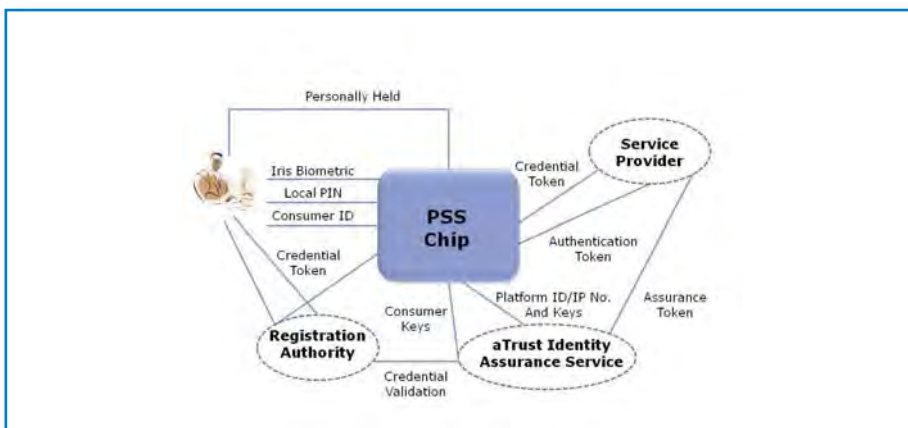 Personally Held
Service
Provider
Iris Biometric
Local PIN
Consumer ID
Credential
Token
PSS
Chip
Authentication
Token
Credential
Token
Platform ID/IP No.
And Keys
Assurance
Token
Consumer
Keys
Registration
Authority
aTrust Identity
Assurance Service
Credential
Validation